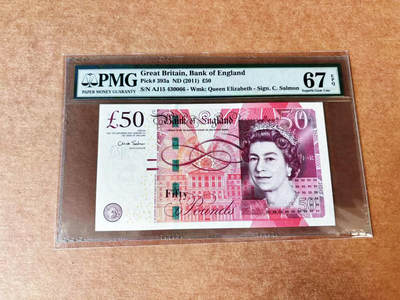 PMG
PAPER MONEY GUARANTY
Great Britain, Bank of England
Pick# 393a ND (2011) £50
S/N AJ15 430066 - Wmk: Queen Elizabeth - Sign. C. Salmon
67 EPQ
Superb Gem Unc
£50
Bank of England
50
Fifty
Pounds
50